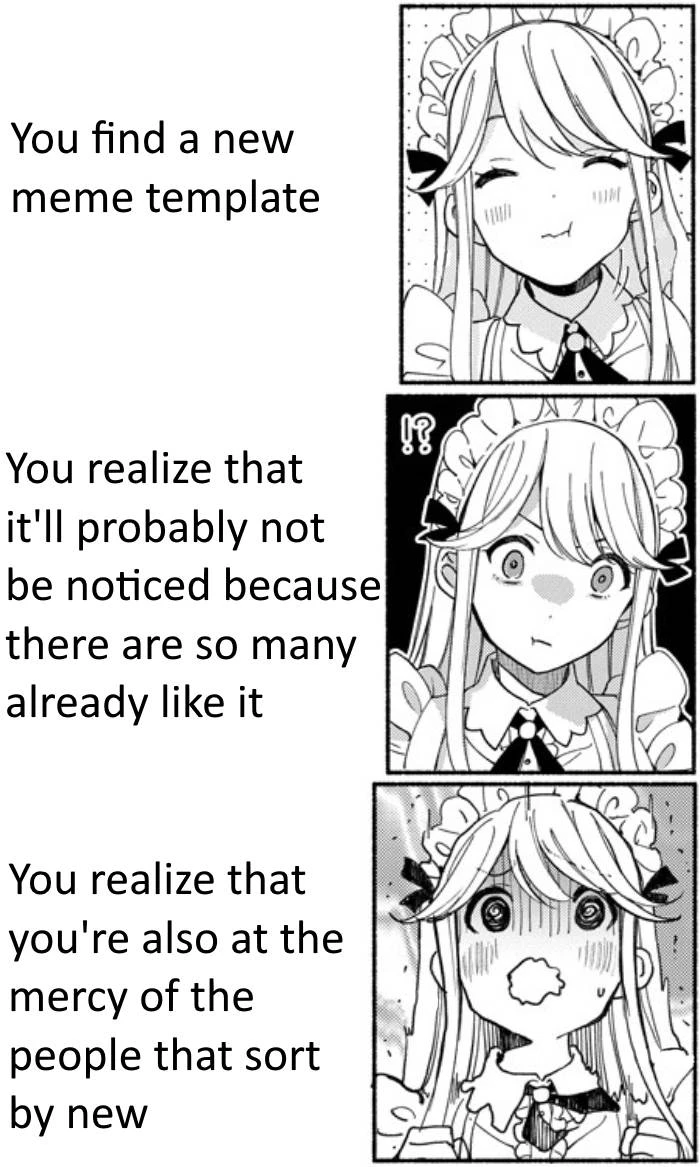 You find a new
meme template
You realize that
it'll probably not
be noticed because
there are so many
already like it
!?
You realize that
you're also at the
mercy of the
people that sort
by new